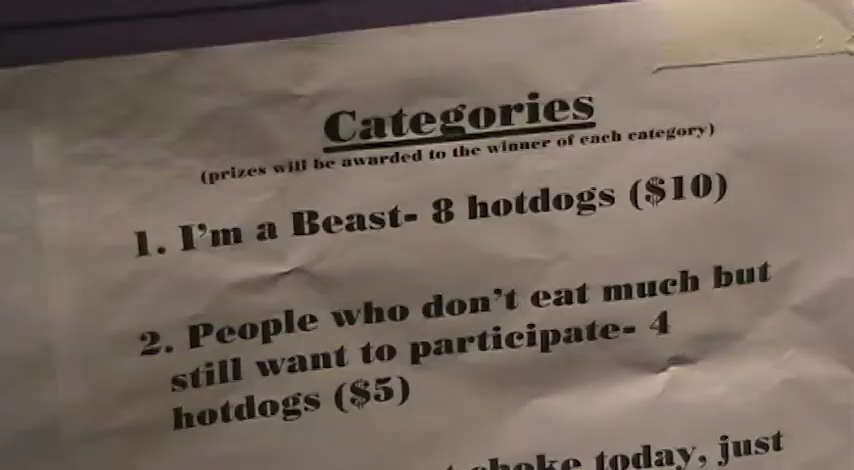 Categories
(prizes will be awarded to the winner of each category)
1. I'm a Beast- 8 hotdogs ($10)
2. People who don't eat much but
still want to participate- 4
hotdogs ($5)
choke today, just